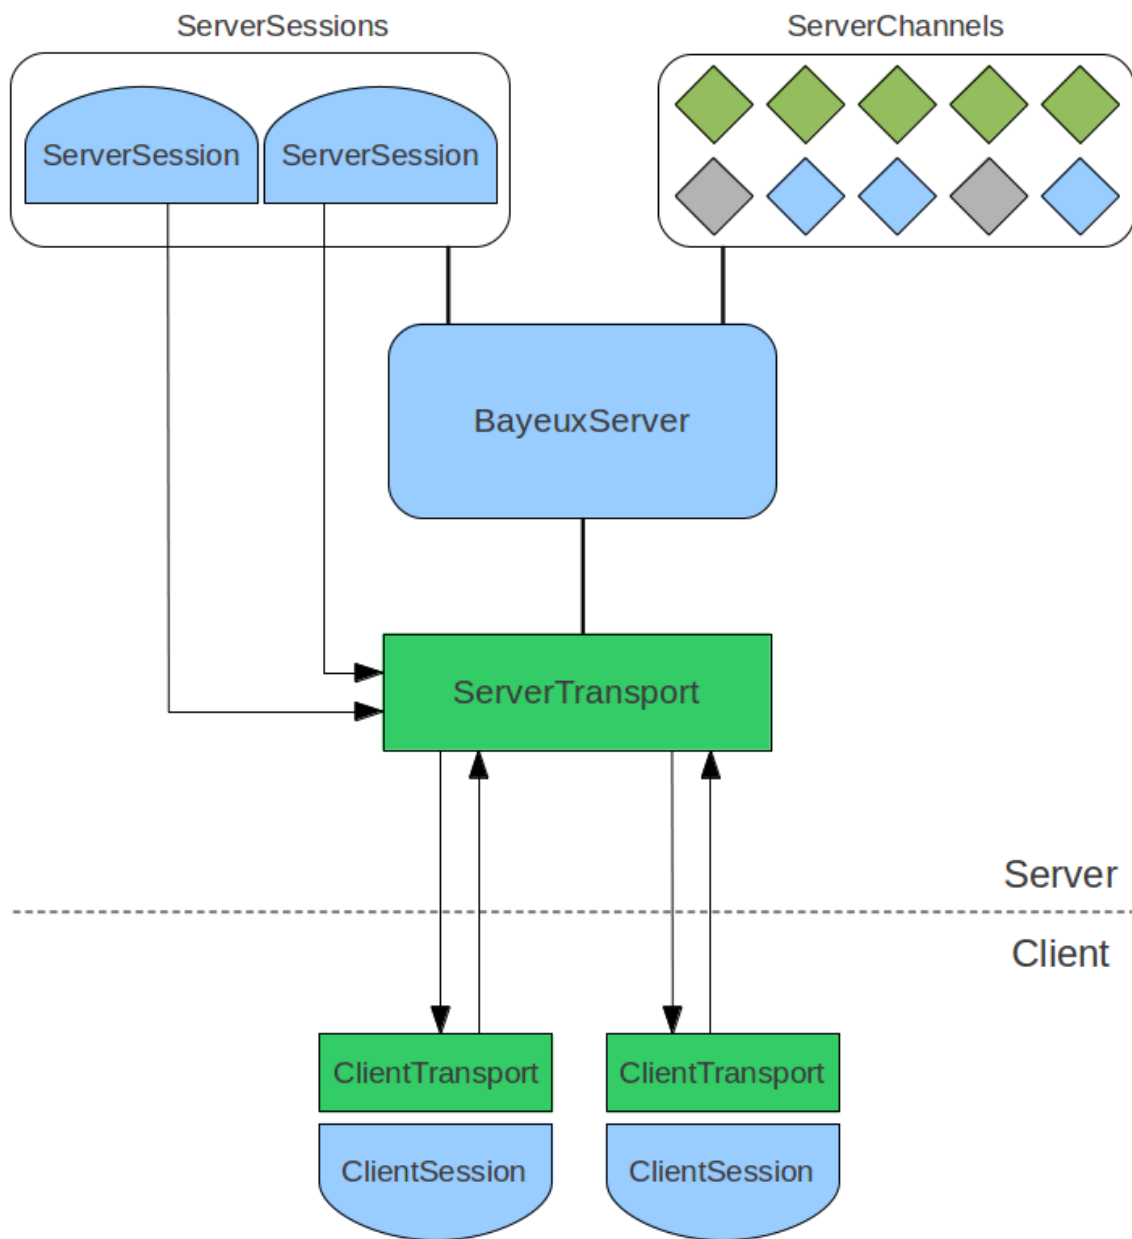 ServerSessions
ServerChannels
ServerSession
ServerSession
BayeuxServer
ServerTransport
Server
Client
ClientTransport
ClientTransport
ClientSession
ClientSession